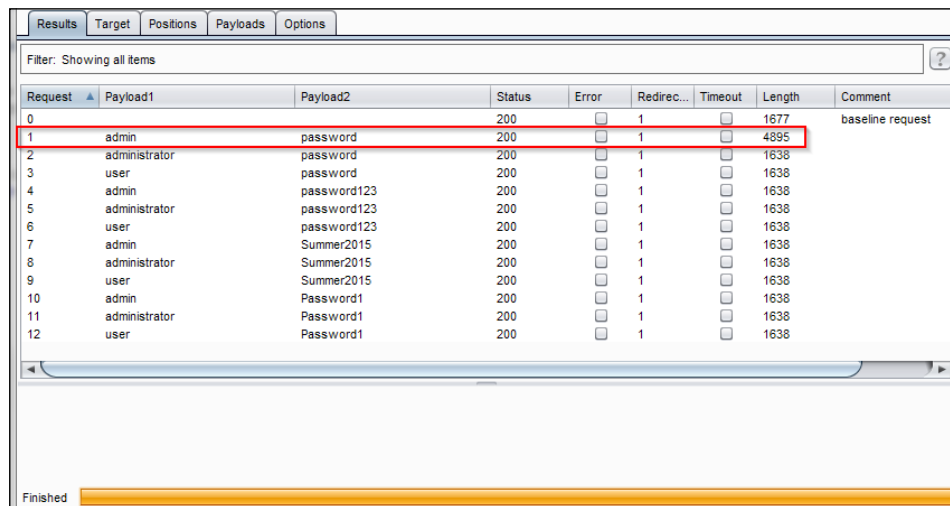 Results Target Positions Payloads Options
Filter: Showing all items ?
Request Payload1 Payload2 Status Error Redirec... Timeout Length Comment
0 200 1 1677 baseline request
1 admin password 200 1 4895
2 administrator password 200 1 1638
3 user password 200 1 1638
4 admin password123 200 1 1638
5 administrator password123 200 1 1638
6 user password123 200 1 1638
7 admin Summer2015 200 1 1638
8 administrator Summer2015 200 1 1638
9 user Summer2015 200 1 1638
10 admin Password1 200 1 1638
11 administrator Password1 200 1 1638
12 user Password1 200 1 1638
Finished